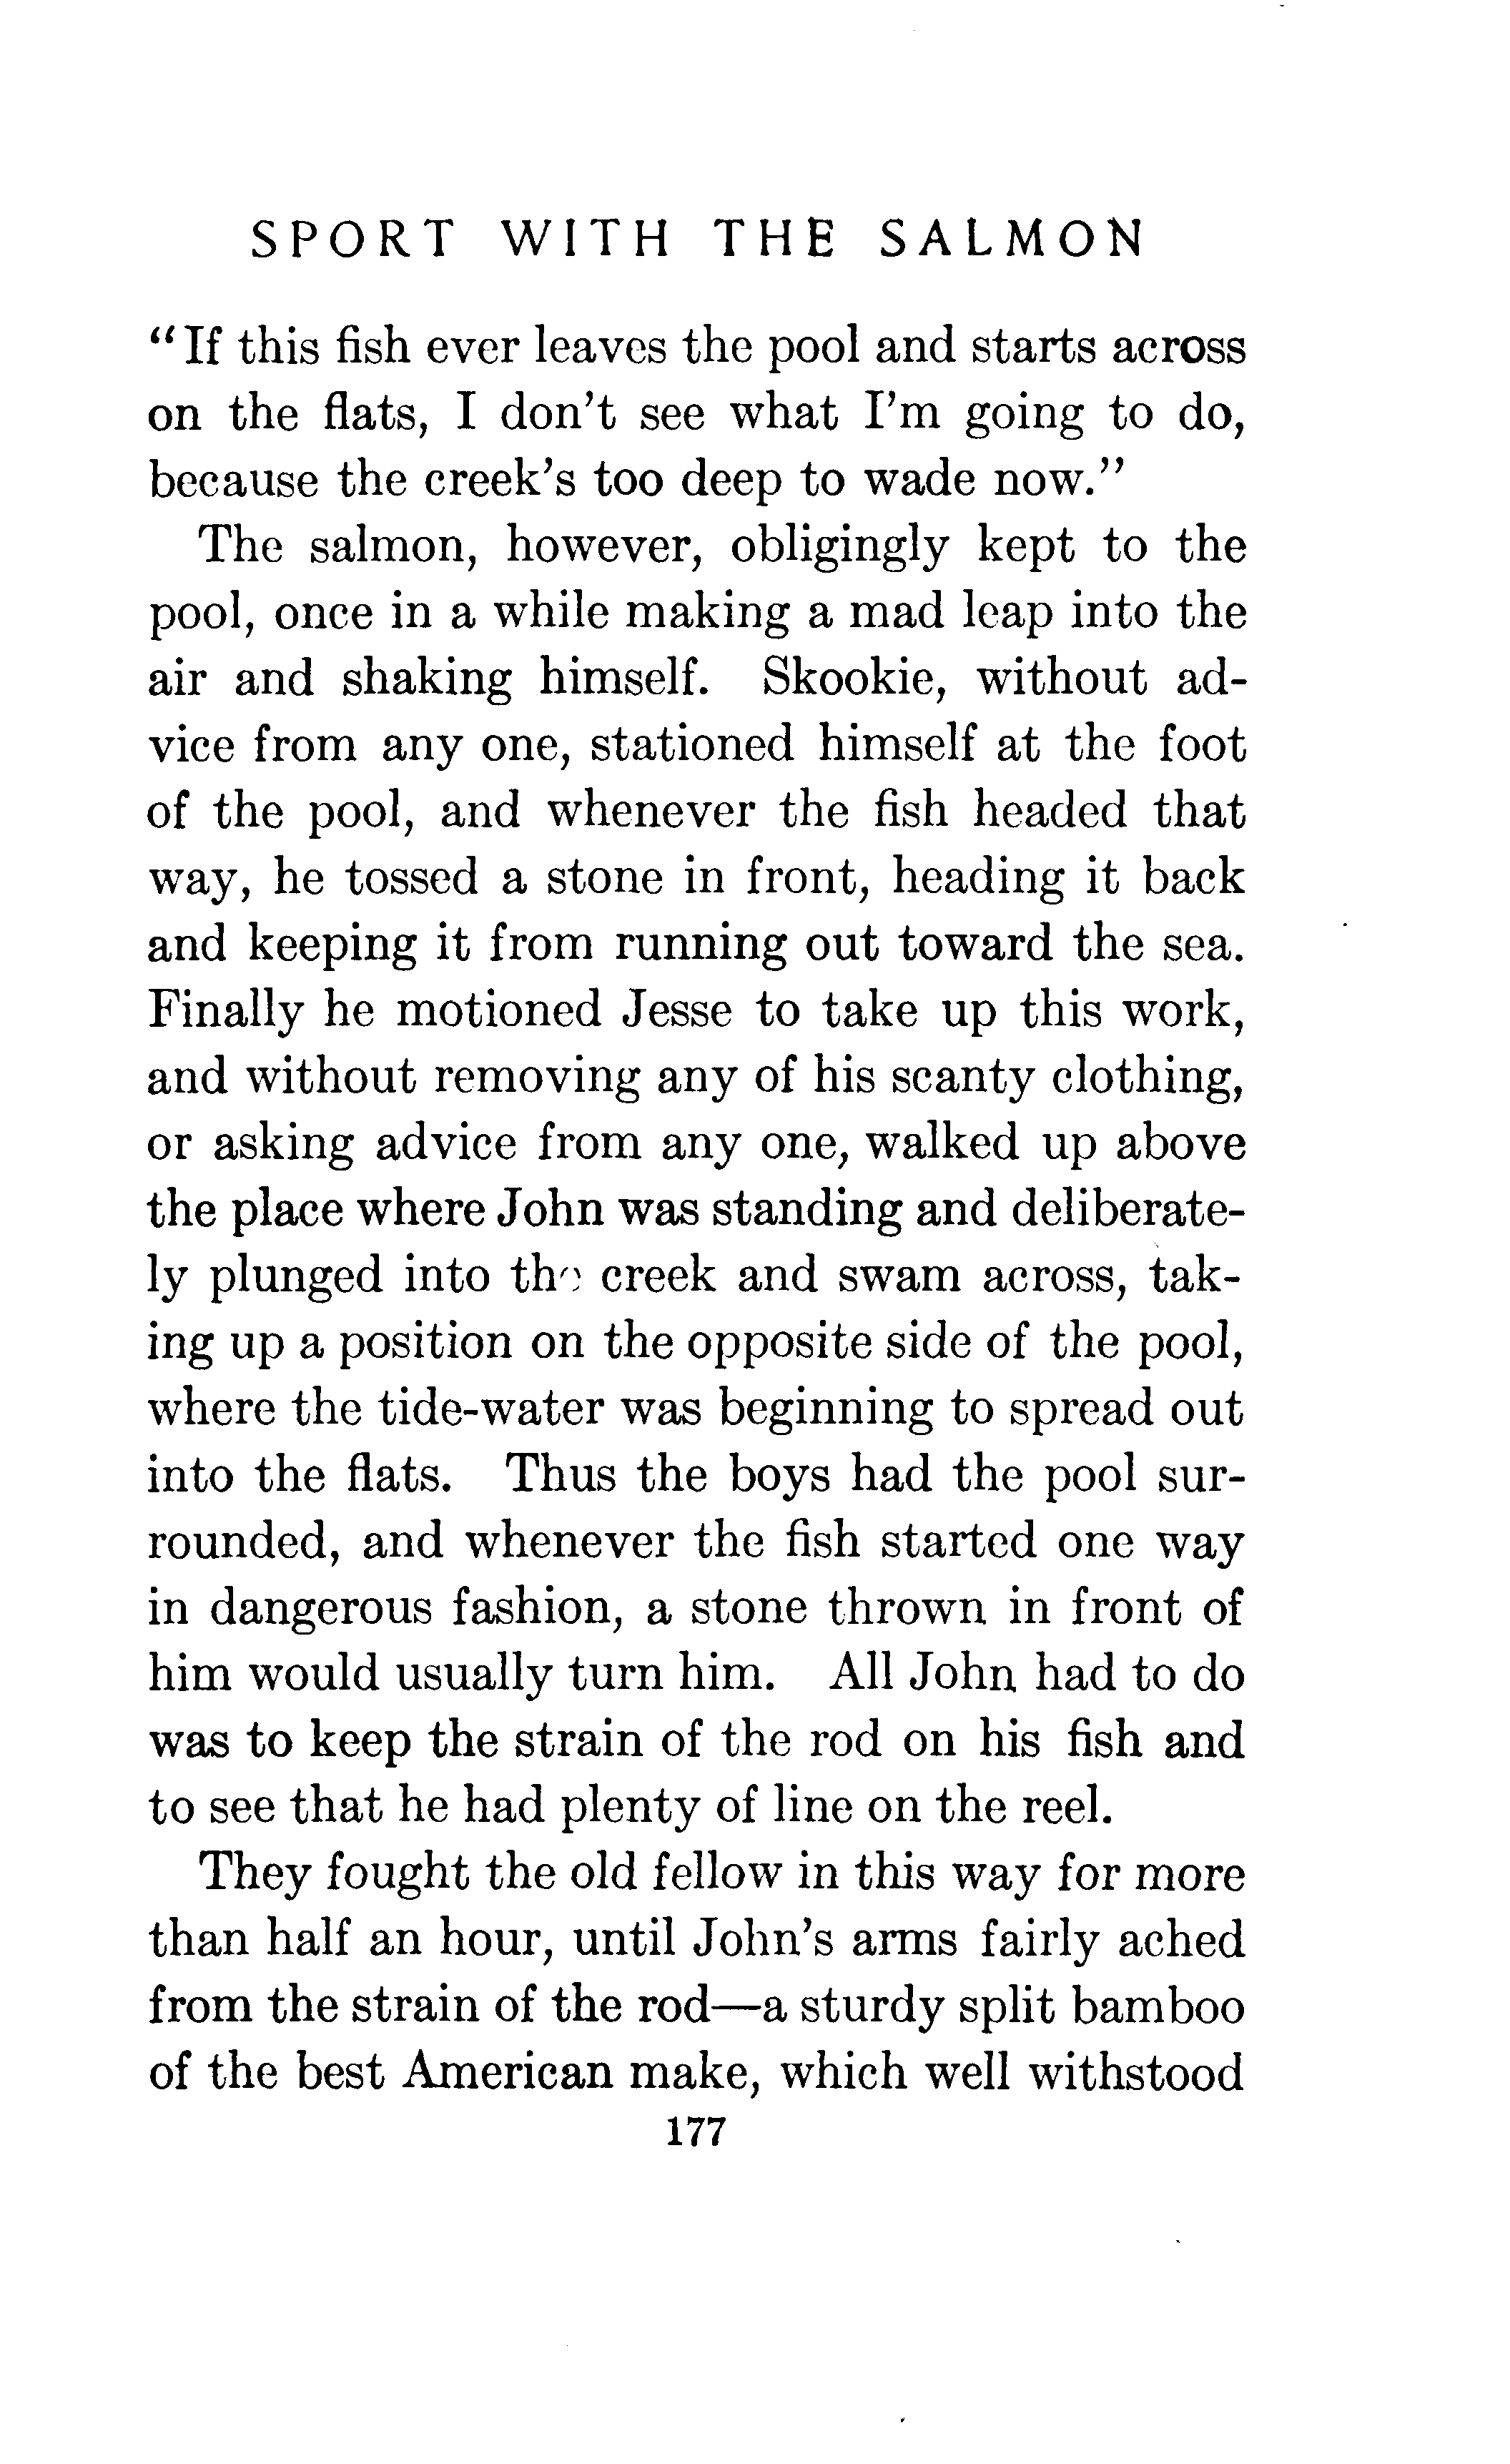 SPORT WITH THE SALMON
"If this fish ever leaves the pool and starts across
on the flats, I don't see what I'm going to do,
because the creek's too deep to wade now."
The salmon, however, obligingly kept to the
pool, once in a while making a mad leap into the
air and shaking himself. Skookie, without ad-
vice from any one, stationed himself at the foot
of the pool, and whenever the fish headed that
way, he tossed a stone in front, heading it back
and keeping it from running out toward the sea.
Finally he motioned Jesse to take up this work,
and without removing any of his scanty clothing,
or asking advice from any one, walked up above
the place where John was standing and deliberate-
ly plunged into the creek and swam across, tak-
ing up a position on the opposite side of the pool,
where the tide-water was beginning to spread out
into the flats. Thus the boys had the pool sur-
rounded, and whenever the fish started one way
in dangerous fashion, a stone thrown in front of
him would usually turn him. All John had to do
was to keep the strain of the rod on his fish and
to see that he had plenty of line on the reel.
They fought the old fellow in this way for more
than half an hour, until John's arms fairly ached
from the strain of the rod—a sturdy split bamboo
of the best American make, which well withstood
177